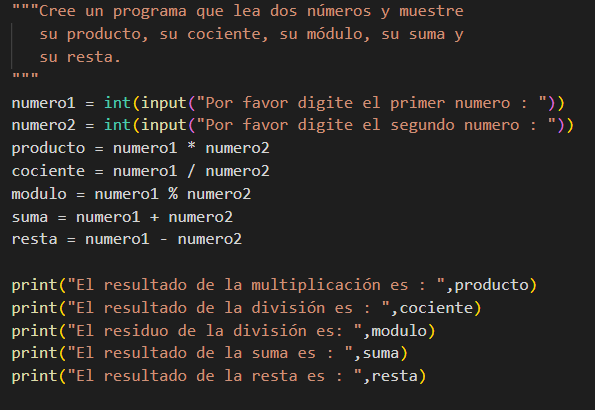 """Cree un programa que lea dos números y muestre
su producto, su cociente, su módulo, su suma y
su resta.
"""
numero1 = int(input("Por favor digite el primer numero : "))
numero2 = int(input("Por favor digite el segundo numero : "))
producto = numero1 * numero2
cociente = numero1 / numero2
modulo = numero1 % numero2
suma = numero1 + numero2
resta = numero1 - numero2

print("El resultado de la multiplicación es : ",producto)
print("El resultado de la división es : ",cociente)
print("El residuo de la división es: ",modulo)
print("El resultado de la suma es : ",suma)
print("El resultado de la resta es : ",resta)